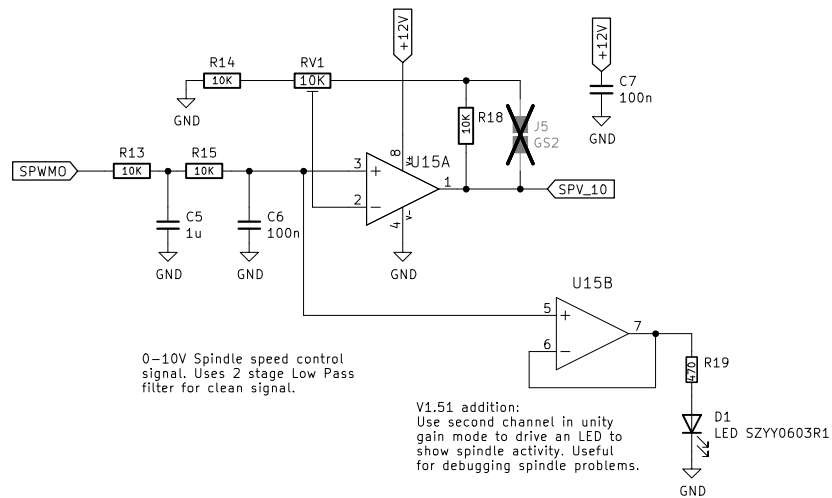 +12V
+12V
R14
10K
RV1
10K
GND
R18
10K
J5
GS2
C7
100n
GND
SPWMO
R13
10K
R15
10K
3
+
2
−
8
V+
U15A
1
4
V−
SPV_10
C5
1u
GND
C6
100n
GND
GND
U15B
5
+
6
−
7
R19
470
D1
LED SZYY0603R1
GND
0−10V Spindle speed control
signal. Uses 2 stage Low Pass
filter for clean signal.
V1.51 addition:
Use second channel in unity
gain mode to drive an LED to
show spindle activity. Useful
for debugging spindle problems.